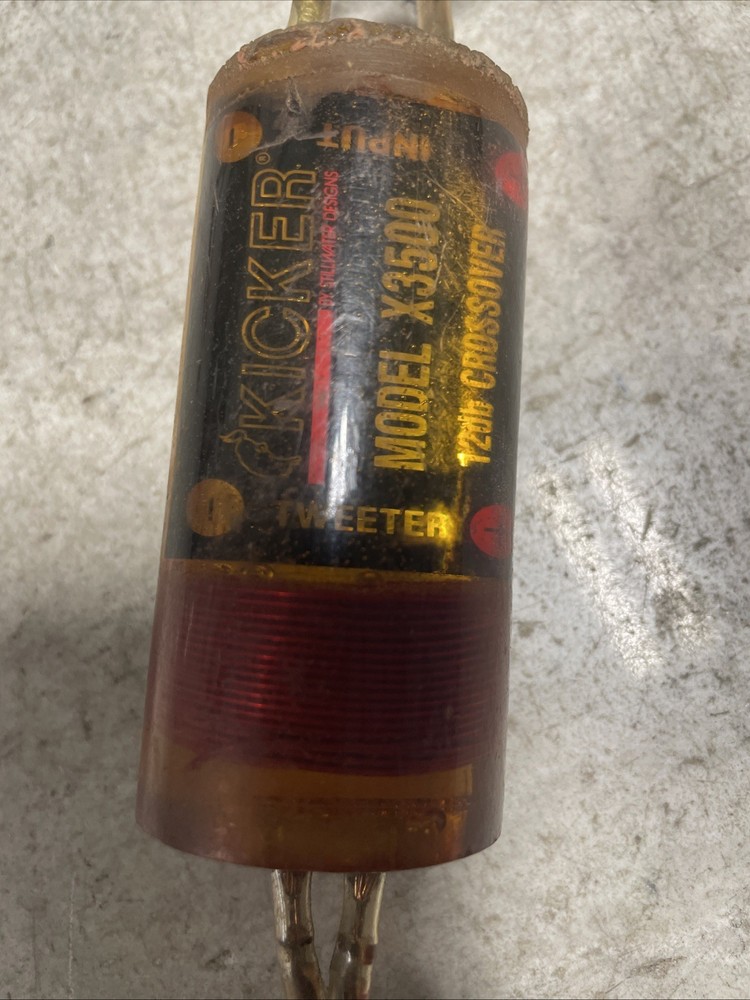 INPUT
KICKER®
BY STILLWATER DESIGNS
MODEL X3500
12db CROSSOVER
TWEETER